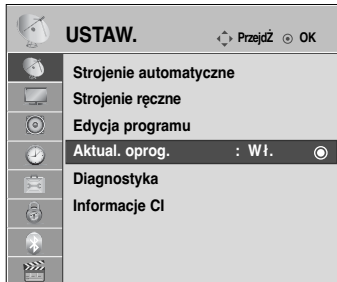 USTAW. PrzejdŹ OK
Strojenie automatyczne
Strojenie ręczne
Edycja programu
Aktual. oprog. : Wł.
Diagnostyka
Informacje CI